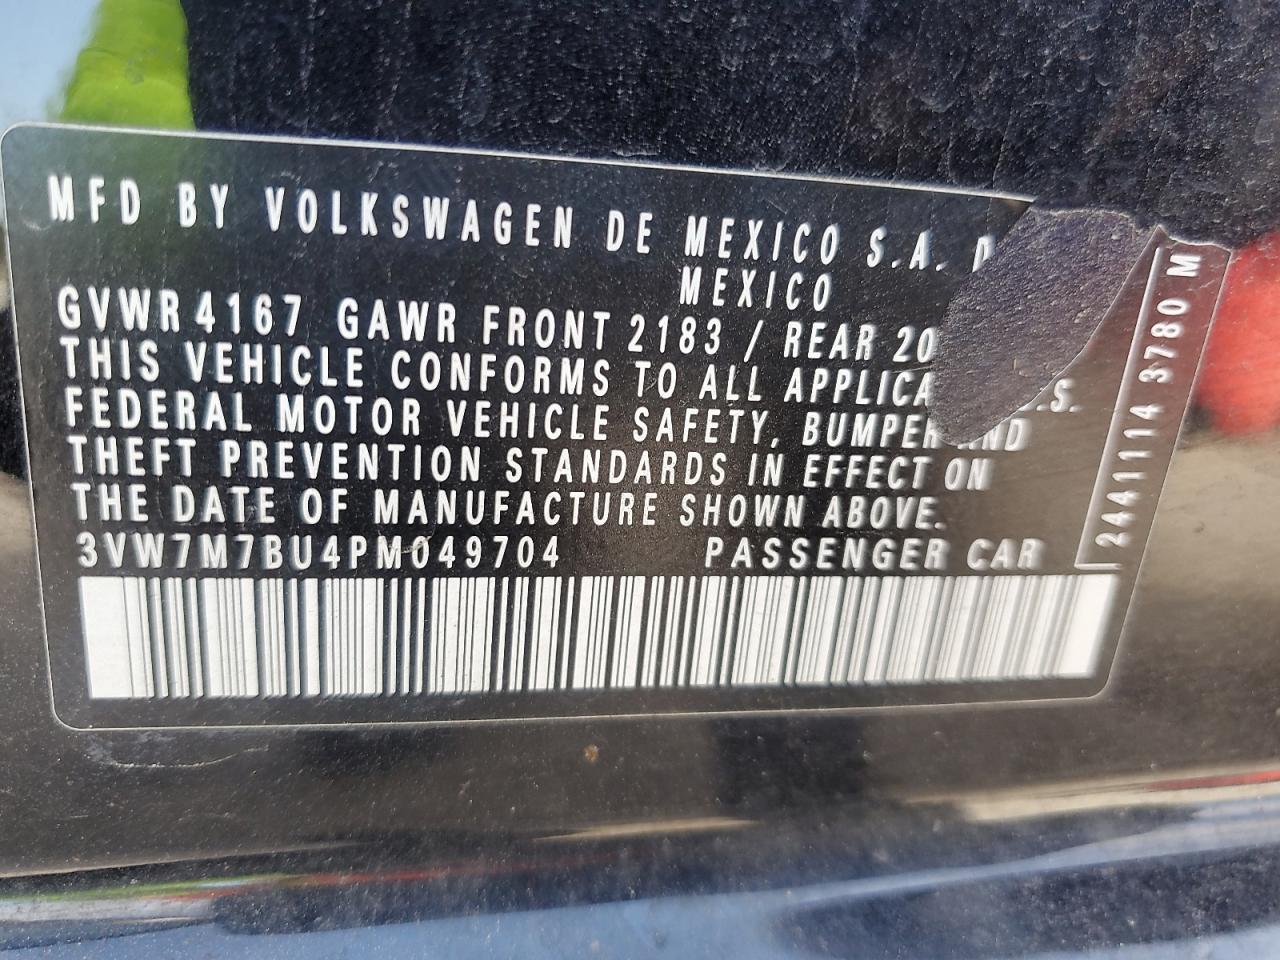 MFD BY VOLKSWAGEN DE MEXICO S.A.
MEXICO
GVWR 4167 GAWR FRONT 2183 / REAR 20
THIS VEHICLE CONFORMS TO ALL APPLICA .S.
FEDERAL MOTOR VEHICLE SAFETY, BUMPER AND
THEFT PREVENTION STANDARDS IN EFFECT ON
THE DATE OF MANUFACTURE SHOWN ABOVE.
3VW7M7BU4PM049704 PASSENGER CAR
2441114 3780 M